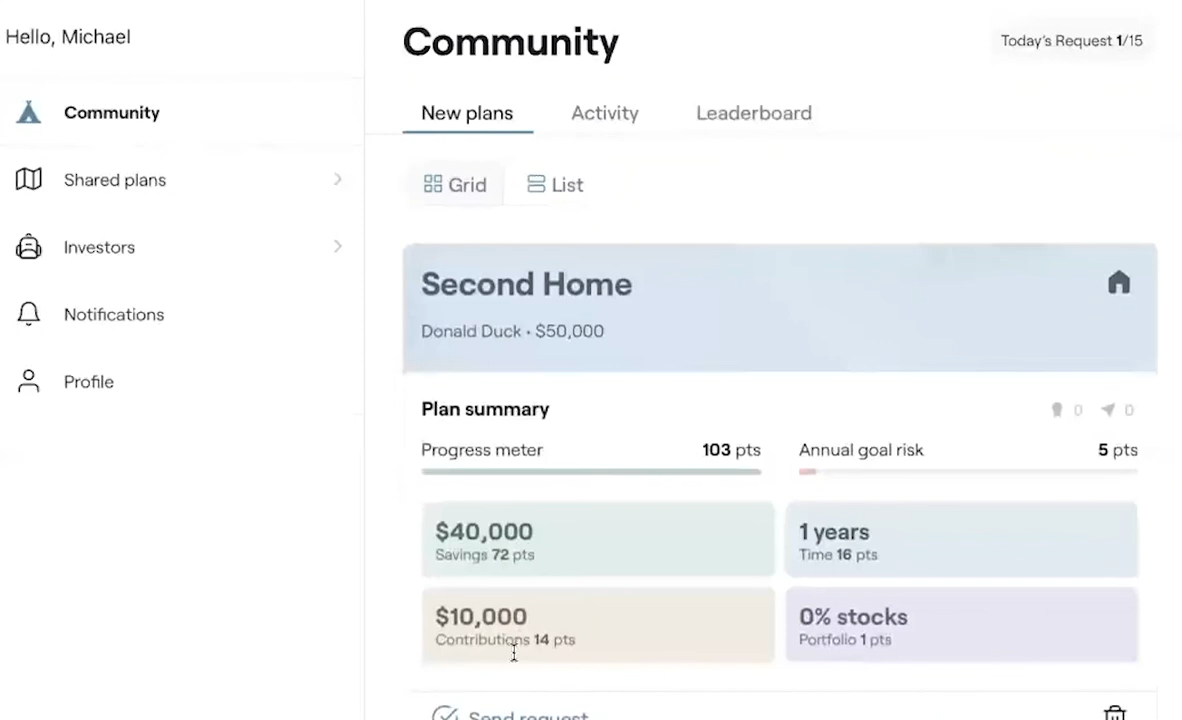 Hello, Michael
Community
Shared plans
Investors
Notifications
Profile
Community
Today's Request 1/15
New plans
Activity
Leaderboard
Grid
List
Second Home
Donald Duck • $50,000
Plan summary
0
0
Progress meter
103 pts
Annual goal risk
5 pts
$40,000
Savings 72 pts
1 years
Time 16 pts
$10,000
Contributions 14 pts
0% stocks
Portfolio 1 pts
Send request